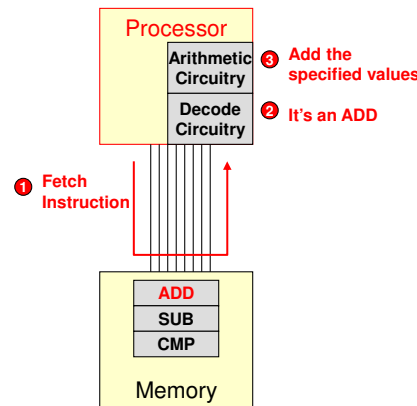 Processor
Arithmetic
Circuitry
3 Add the
specified values
Decode
Circuitry
2 It's an ADD
1 Fetch
Instruction
ADD
SUB
CMP
Memory